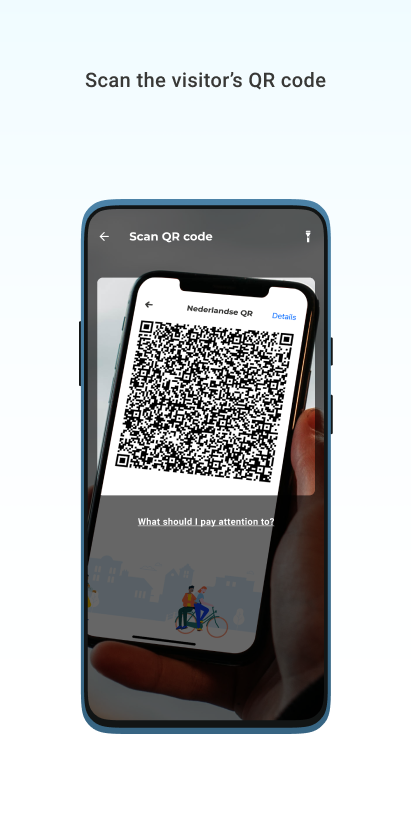 Scan the visitor’s QR code
Scan QR code
Nederlandse QR
Details
What should I pay attention to?